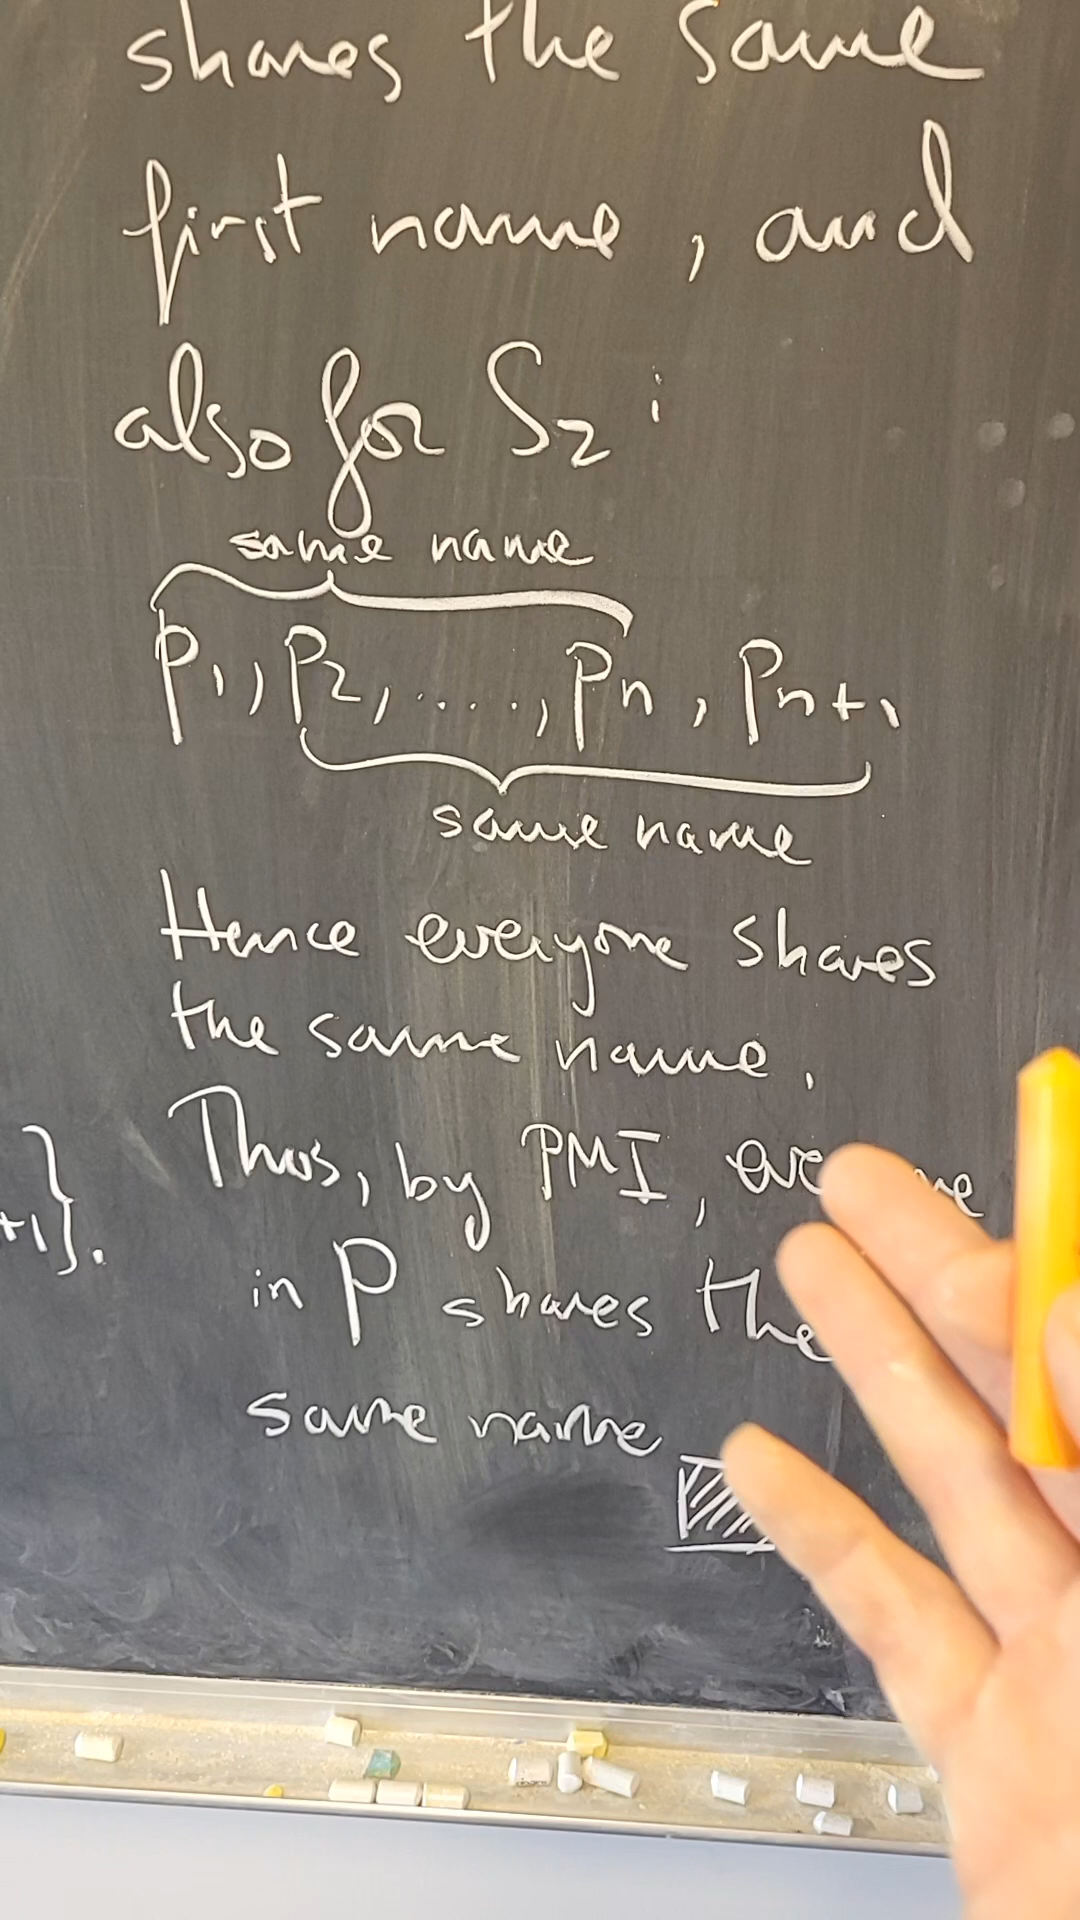 shares the same
first name, and
also for S₂:
same name
P₁, P₂, ...., Pn, Pn+1
same name
Hence everyone shares
the same name.
Thus, by PMI,
+1}.
in P shares the
same name